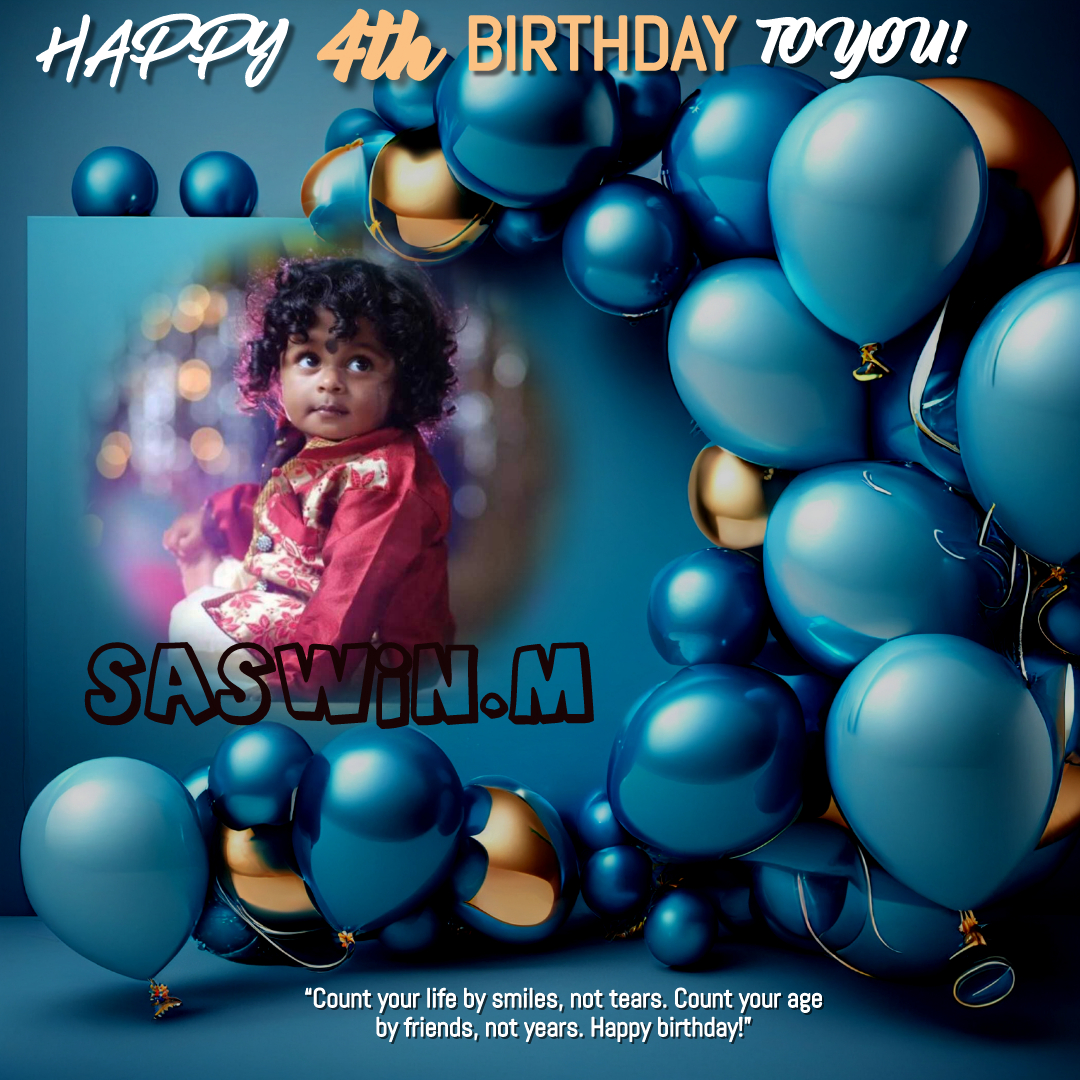 HAPPY 4th BIRTHDAY TO YOU!
SASWiN.M
“Count your life by smiles, not tears. Count your age
by friends, not years. Happy birthday!”